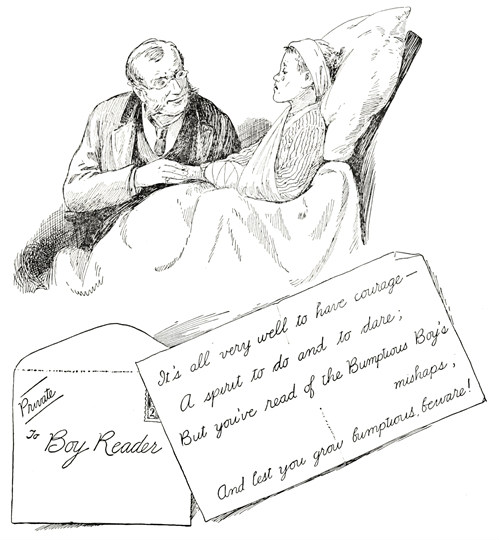 It's all very well to have courage—
A spirit to do and to dare;
But you've read of the Bumptious Boy's
mishaps;
And lest you grow bumptious, beware!
Private
To Boy Reader
2